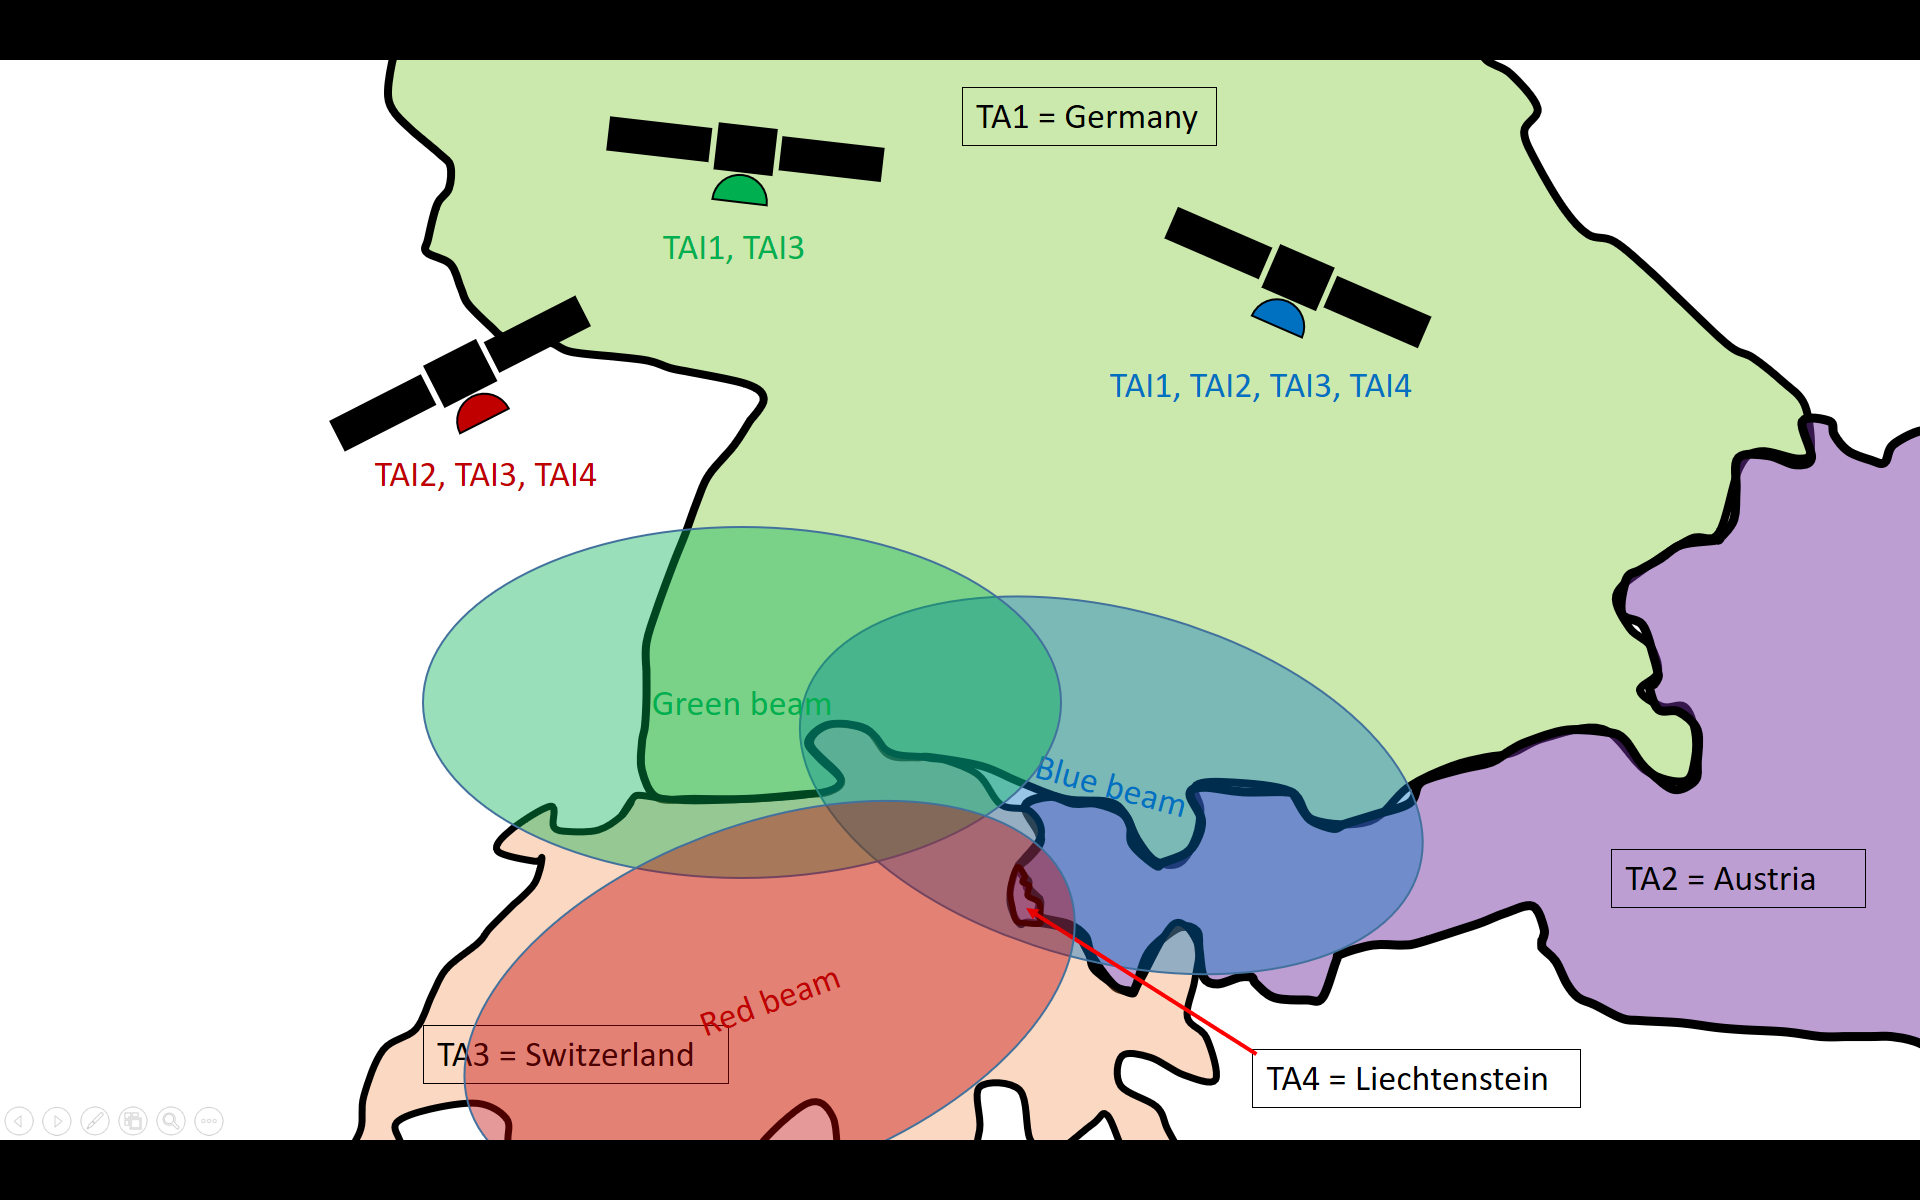 TA1 = Germany
TAI1, TAI3
TAI1, TAI2, TAI3, TAI4
TAI2, TAI3, TAI4
Green beam
Blue beam
TA2 = Austria
Red beam
TA3 = Switzerland
TA4 = Liechtenstein